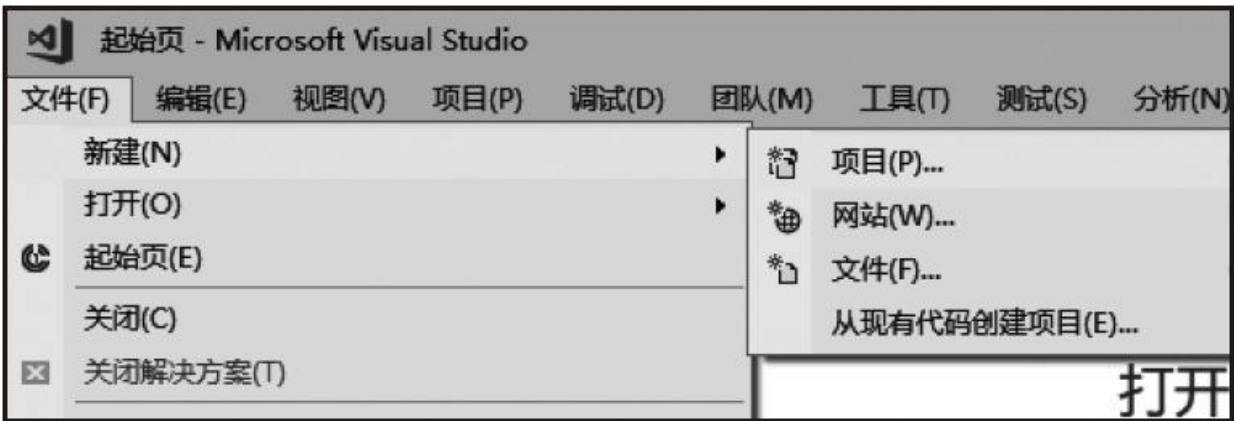 起始页 - Microsoft Visual Studio
文件(F) 编辑(E) 视图(V) 项目(P) 调试(D) 团队(M) 工具(T) 测试(S) 分析(N)
新建(N)
打开(O)
起始页(E)
关闭(C)
关闭解决方案(T)
项目(P)...
网站(W)...
文件(F)...
从现有代码创建项目(E)...
打开